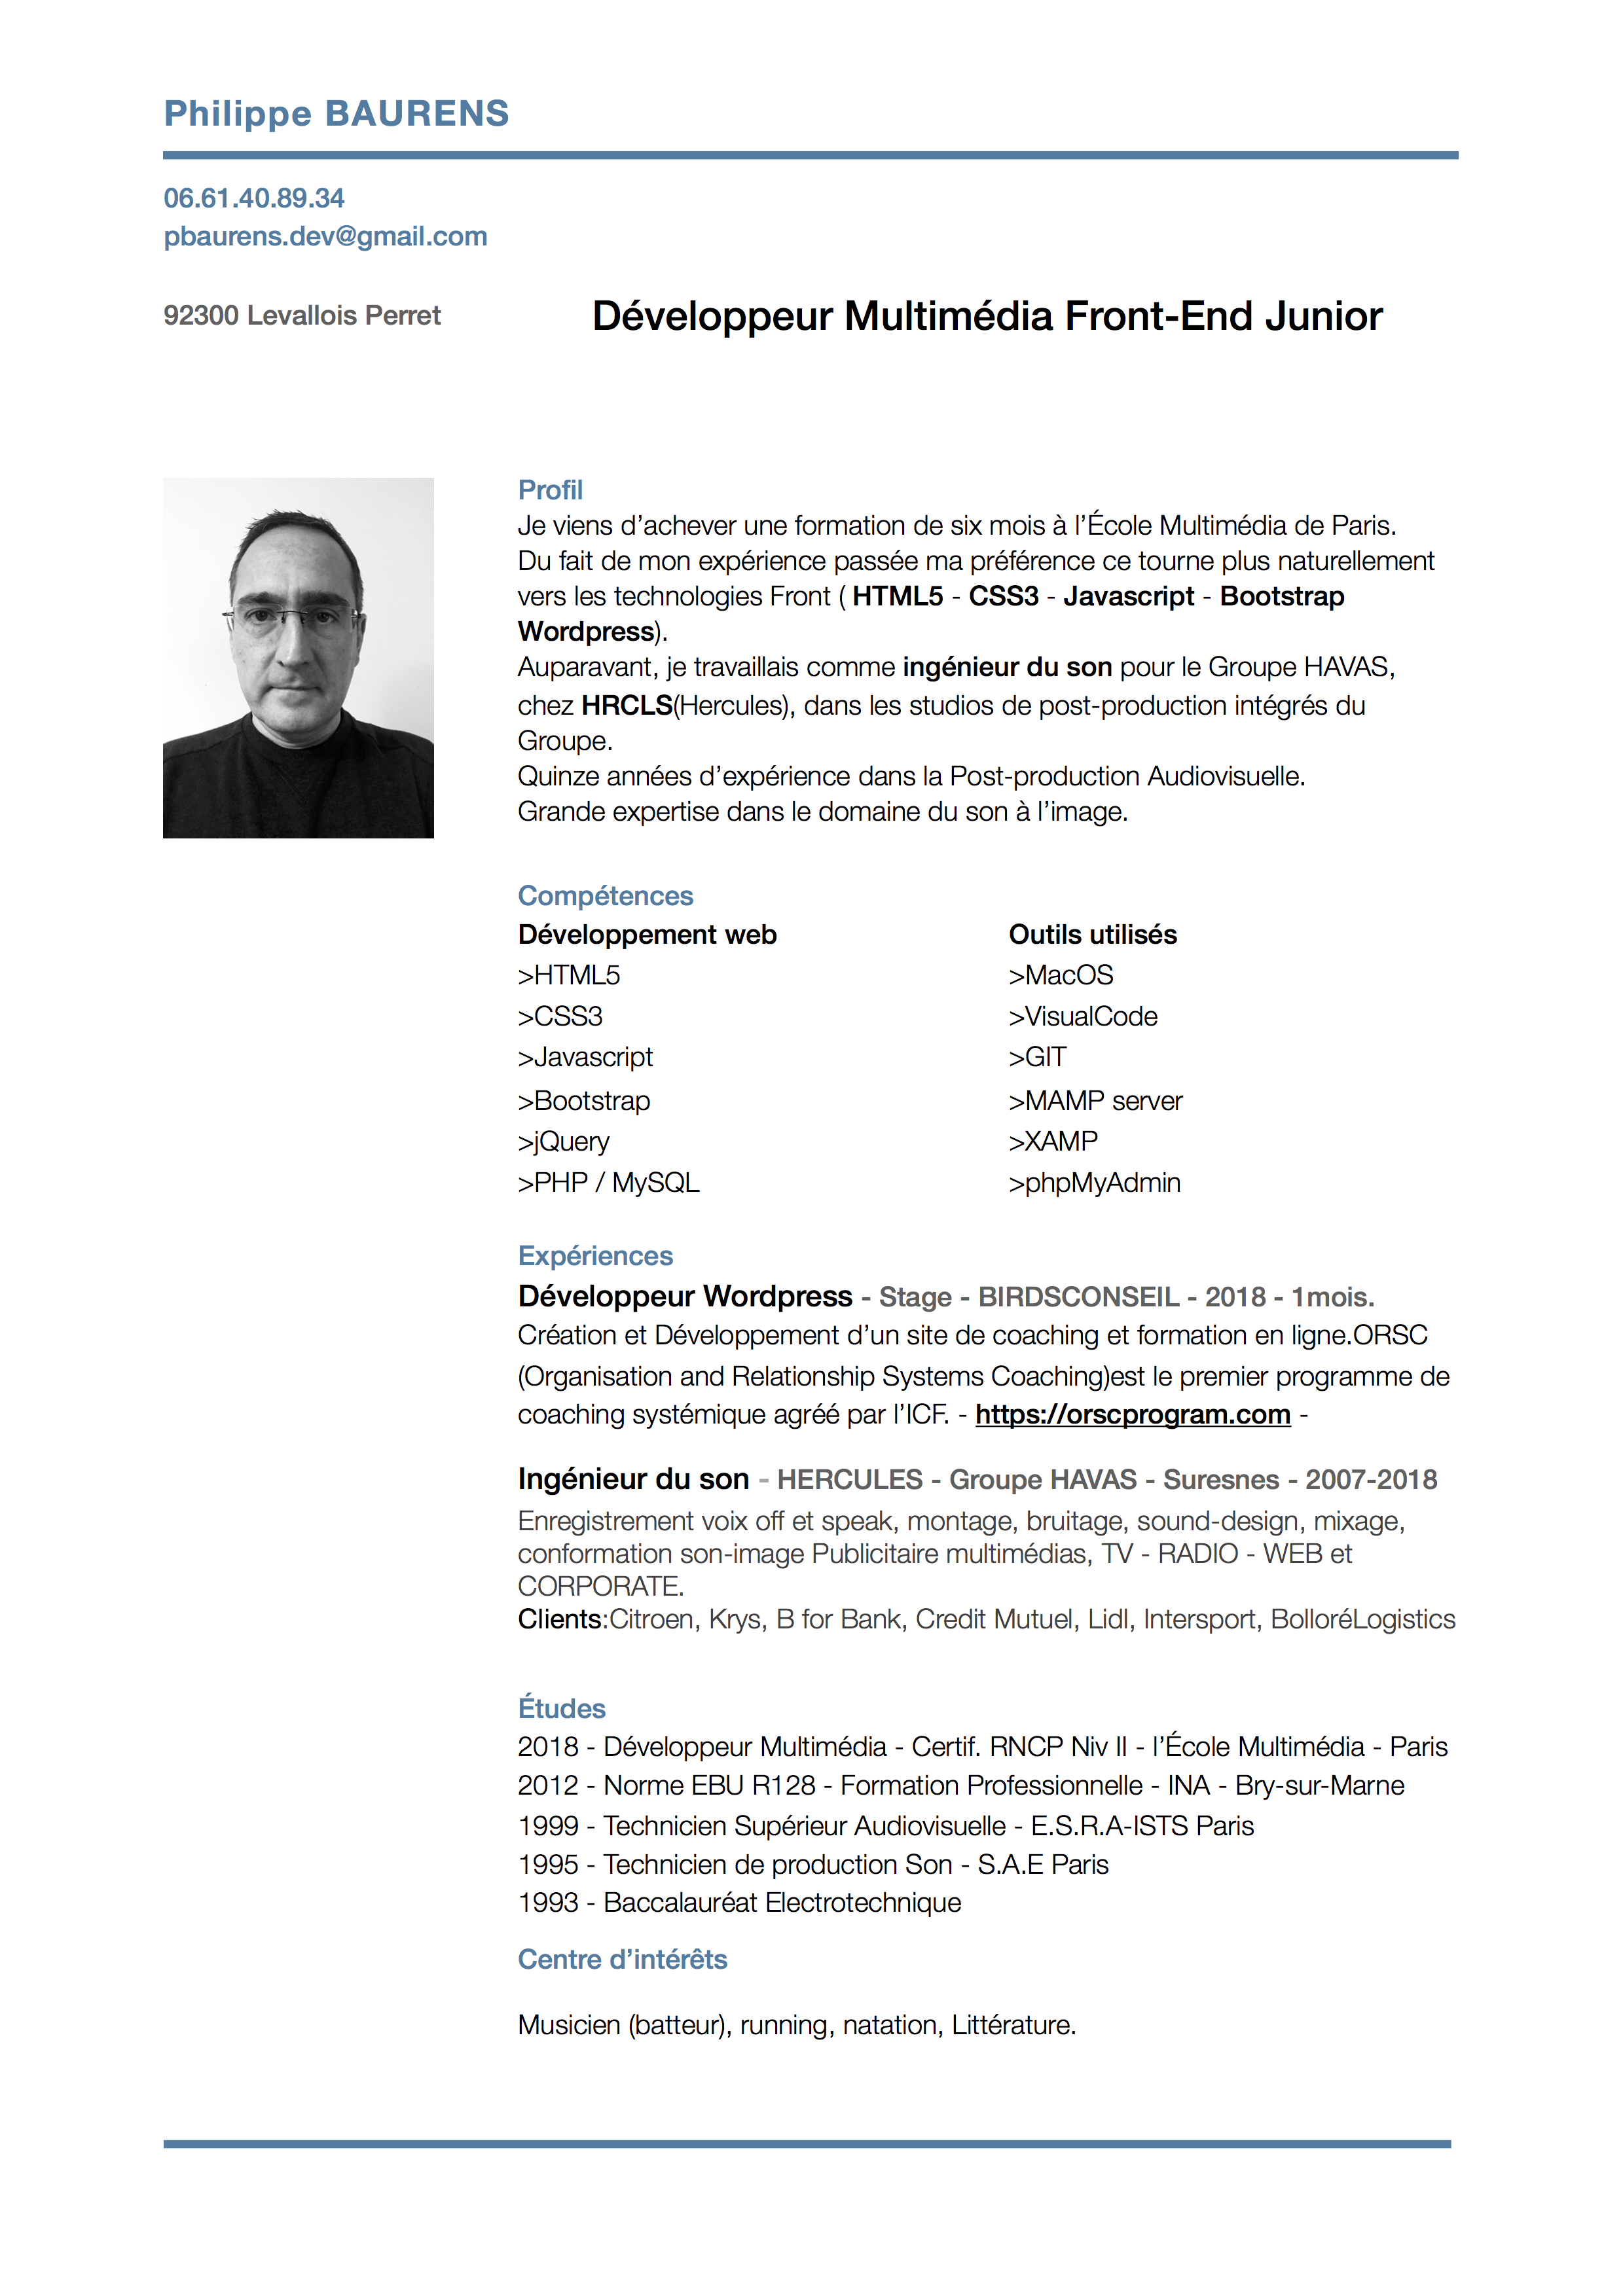 Philippe BAURENS
06.61.40.89.34
pbaurens.dev@gmail.com
92300 Levallois Perret
Développeur Multimédia Front-End Junior
Profil
Je viens d’achever une formation de six mois à l’École Multimédia de Paris.
Du fait de mon expérience passée ma préférence ce tourne plus naturellement
vers les technologies Front ( HTML5 - CSS3 - Javascript - Bootstrap
Wordpress).
Auparavant, je travaillais comme ingénieur du son pour le Groupe HAVAS,
chez HRCLS(Hercules), dans les studios de post-production intégrés du
Groupe.
Quinze années d’expérience dans la Post-production Audiovisuelle.
Grande expertise dans le domaine du son à l’image.
Compétences
Développement web
>HTML5
>CSS3
>Javascript
>Bootstrap
>jQuery
>PHP / MySQL
Outils utilisés
>MacOS
>VisualCode
>GIT
>MAMP server
>XAMP
>phpMyAdmin
Expériences
Développeur Wordpress - Stage - BIRDSCONSEIL - 2018 - 1mois.
Création et Développement d’un site de coaching et formation en ligne.ORSC
(Organisation and Relationship Systems Coaching)est le premier programme de
coaching systémique agréé par l’ICF. - https://orscprogram.com -
Ingénieur du son - HERCULES - Groupe HAVAS - Suresnes - 2007-2018
Enregistrement voix off et speak, montage, bruitage, sound-design, mixage,
conformation son-image Publicitaire multimédias, TV - RADIO - WEB et
CORPORATE.
Clients:Citroen, Krys, B for Bank, Credit Mutuel, Lidl, Intersport, BolloréLogistics
Études
2018 - Développeur Multimédia - Certif. RNCP Niv II - l’École Multimédia - Paris
2012 - Norme EBU R128 - Formation Professionnelle - INA - Bry-sur-Marne
1999 - Technicien Supérieur Audiovisuelle - E.S.R.A-ISTS Paris
1995 - Technicien de production Son - S.A.E Paris
1993 - Baccalauréat Electrotechnique
Centre d’intérêts
Musicien (batteur), running, natation, Littérature.